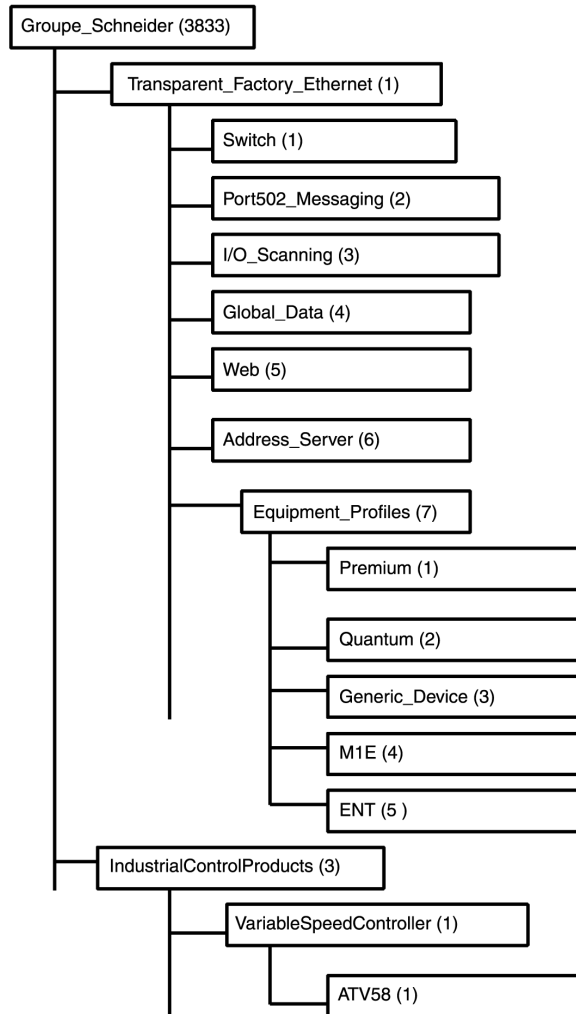 Groupe_Schneider (3833)
Transparent_Factory_Ethernet (1)
Switch (1)
Port502_Messaging (2)
I/O_Scanning (3)
Global_Data (4)
Web (5)
Address_Server (6)
Equipment_Profiles (7)
Premium (1)
Quantum (2)
Generic_Device (3)
M1E (4)
ENT (5 )
IndustrialControlProducts (3)
VariableSpeedController (1)
ATV58 (1)